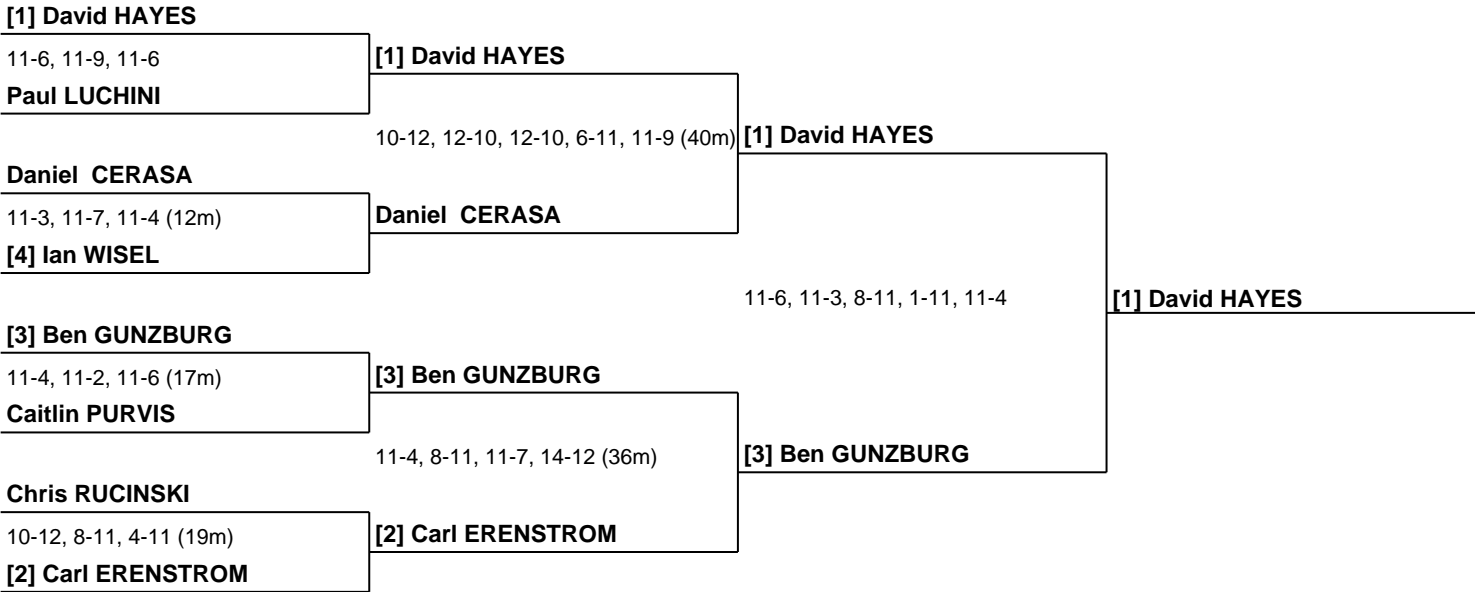 [1] David HAYES
11-6, 11-9, 11-6
Paul LUCHINI
[1] David HAYES
10-12, 12-10, 12-10, 6-11, 11-9 (40m)
[1] David HAYES
Daniel CERASA
11-3, 11-7, 11-4 (12m)
[4] Ian WISEL
Daniel CERASA
11-6, 11-3, 8-11, 1-11, 11-4
[1] David HAYES
[3] Ben GUNZBURG
11-4, 11-2, 11-6 (17m)
Caitlin PURVIS
[3] Ben GUNZBURG
11-4, 8-11, 11-7, 14-12 (36m)
[3] Ben GUNZBURG
Chris RUCINSKI
10-12, 8-11, 4-11 (19m)
[2] Carl ERENSTROM
[2] Carl ERENSTROM